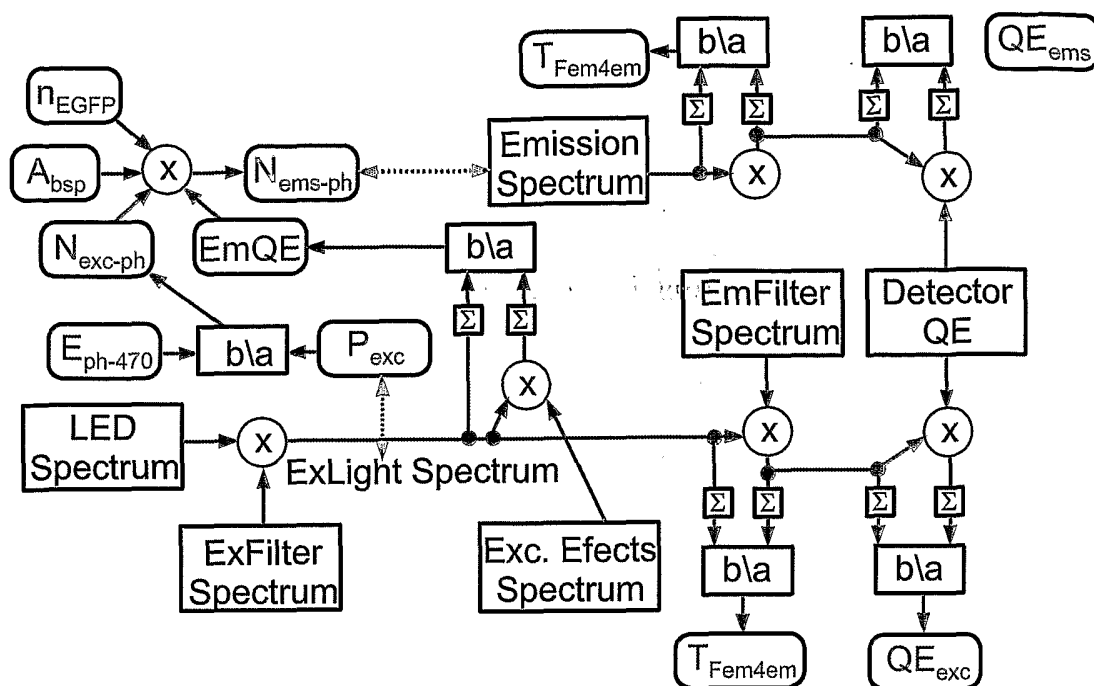 b\a
b\a
QE_ems
T_Fem4em
n_EGFP
Σ
Σ
Σ
Σ
Emission
Spectrum
A_bsp
X
N_ems-ph
X
X
N_exc-ph
EmQE
b\a
EmFilter
Spectrum
Detector
QE
Σ
Σ
E_ph-470
b\a
P_exc
X
LED
Spectrum
X
X
X
ExLight Spectrum
Σ
Σ
Σ
Σ
ExFilter
Spectrum
Exc. Efects
Spectrum
b\a
b\a
T_Fem4em
QE_exc